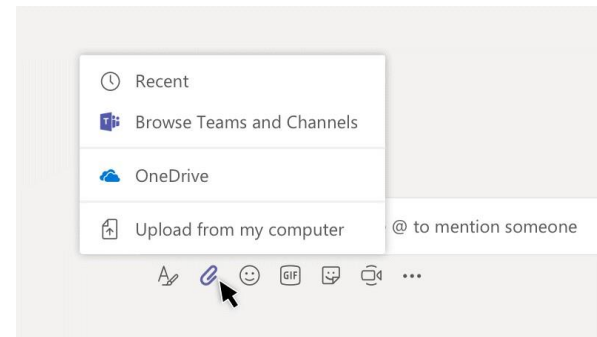 Recent
Browse Teams and Channels
OneDrive
Upload from my computer
@ to mention someone
GIF